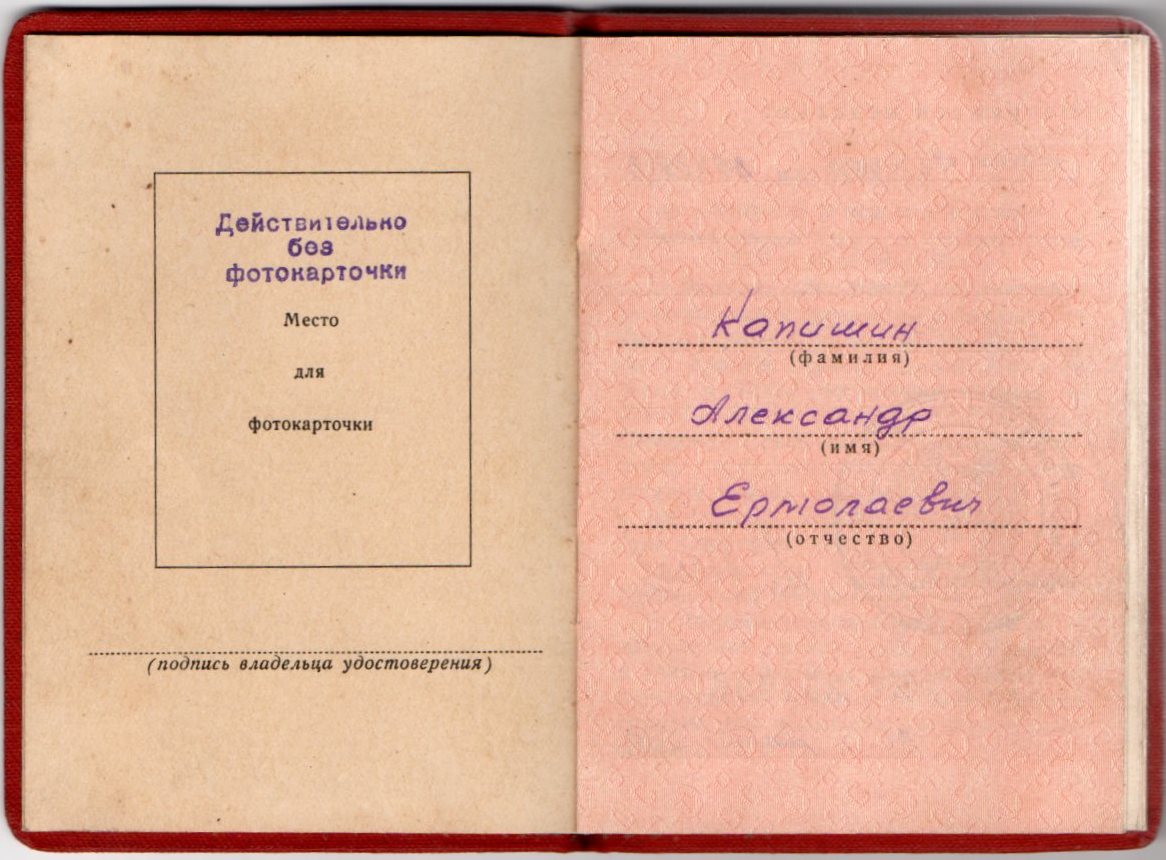 Действительно
без
фотокарточки
Место
для
фотокарточки
(подпись владельца удостоверения)
Капишин
(фамилия)
Александр
(имя)
Ермолаевич
(отчество)